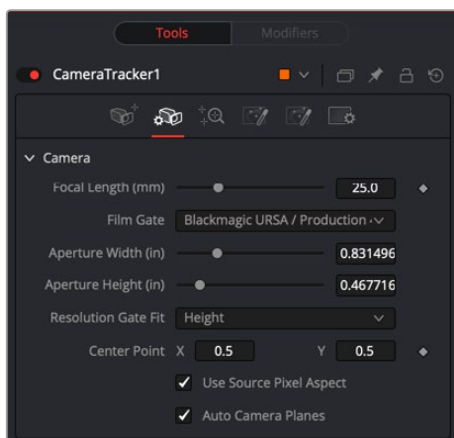 Tools Modifiers
CameraTracker1
Camera
Focal Length (mm) 25.0
Film Gate Blackmagic URSA / Production
Aperture Width (in) 0.831496
Aperture Height (in) 0.467716
Resolution Gate Fit Height
Center Point X 0.5 Y 0.5
Use Source Pixel Aspect
Auto Camera Planes